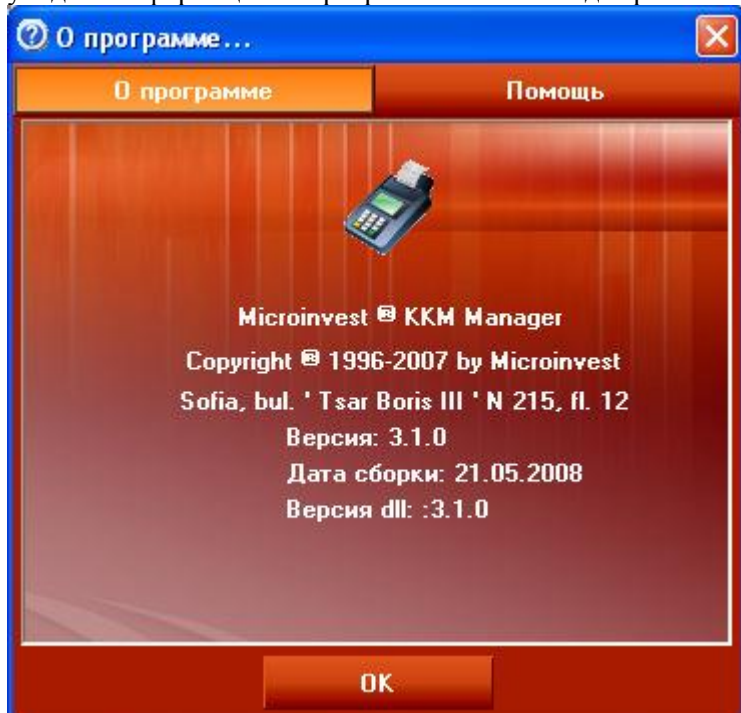 О программе...
О программе
Помощь
Microinvest ® KKM Manager
Copyright ® 1996-2007 by Microinvest
Sofia, bul. ' Tsar Boris III ' N 215, fl. 12
Версия: 3.1.0
Дата сборки: 21.05.2008
Версия dll: :3.1.0
OK